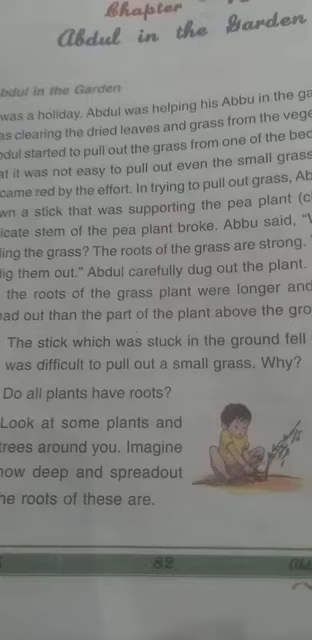 Chapter
Abdul in the Garden
bdul in the Garden
was a holiday. Abdul was helping his Abbu in the ga
as clearing the dried leaves and grass from the vege
odul started to pull out the grass from one of the bed
at it was not easy to pull out even the small grass
came red by the effort. In trying to pull out grass, Ab
wn a stick that was supporting the pea plant (c
icate stem of the pea plant broke. Abbu said, "
ling the grass? The roots of the grass are strong.
dig them out." Abdul carefully dug out the plant.
the roots of the grass plant were longer and
ead out than the part of the plant above the gro
The stick which was stuck in the ground fell
was difficult to pull out a small grass. Why?
Do all plants have roots?
Look at some plants and
trees around you. Imagine
how deep and spreadout
he roots of these are.
82